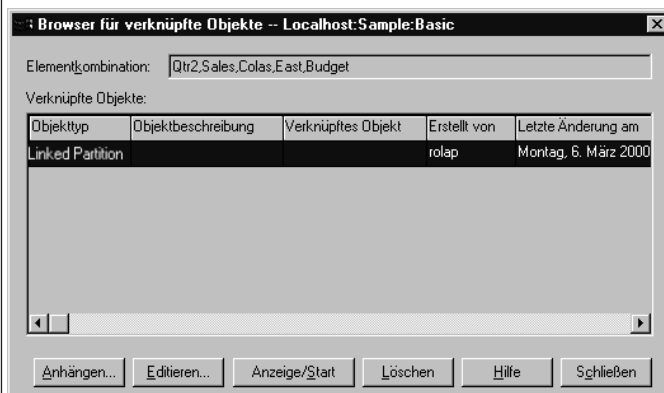 Browser für verknüpfte Objekte -- Localhost:Sample:Basic
Elementkombination: Qtr2,Sales,Colas,East,Budget
Verknüpfte Objekte:
Objekttyp Objektbeschreibung Verknüpftes Objekt Erstellt von Letzte Änderung am
Linked Partition rolap Montag, 6. März 2000
Anhängen... Editieren... Anzeige/Start Löschen Hilfe Schließen